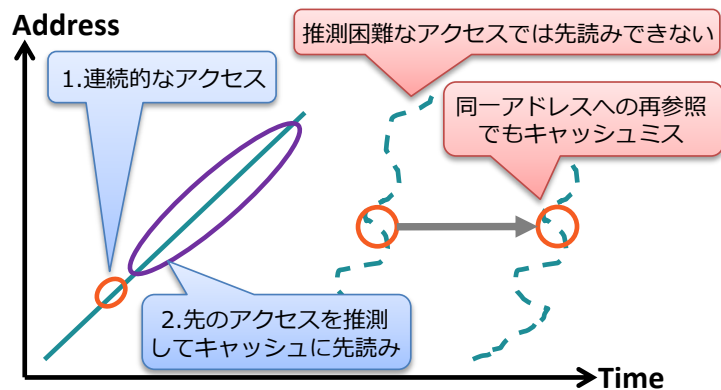 Address
1.連続的なアクセス
推測困難なアクセスでは先読みできない
同一アドレスへの再参照
でもキャッシュミス
2.先のアクセスを推測
してキャッシュに先読み
Time